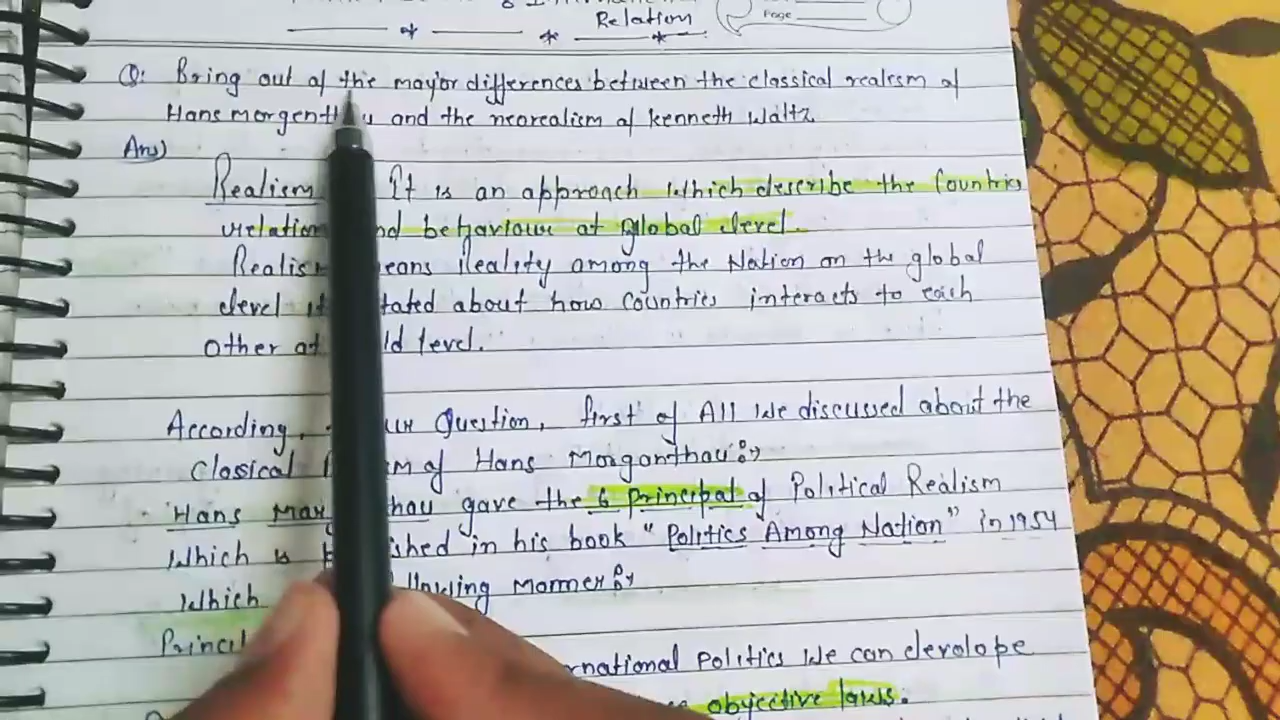 Relation
Page
Q: Bring out of the mayor differences between the classical realism of
Hans morgenth u and the neorealism of kenneth Waltz.
Ans)
Realism It is an approach which describe the Countries
relation nd behaviour at global level.
Realis eans Reality among the Nation on the global
level it tated about how Countries interacts to each
Other at ld level.
According, ur Question, first of All We discussed about the
Classical m of Hans Morganthau:→
Hans Mor hau gave the 6 Principal of Political Realism
Which is ished in his book "Politics Among Nation" in 1954
Which llowing Manner:→
Princi
rnational Politics We can develope
objective laws.